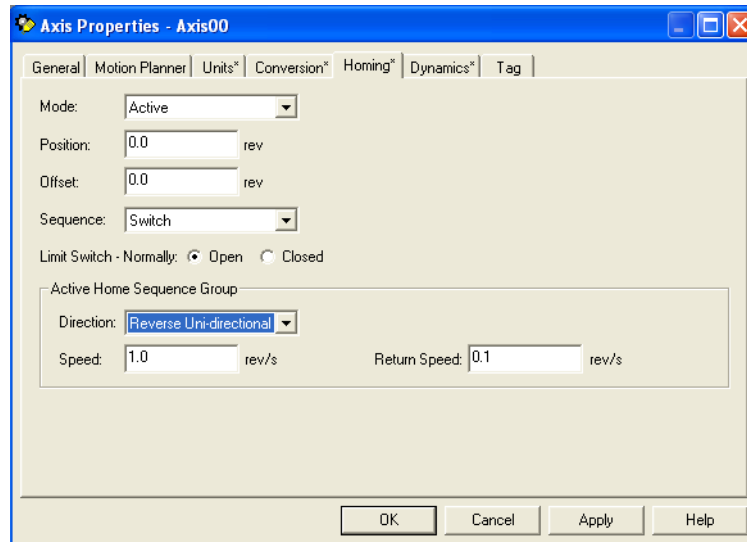 Axis Properties - Axis00
General Motion Planner Units* Conversion* Homing* Dynamics* Tag
Mode: Active
Position: 0.0 rev
Offset: 0.0 rev
Sequence: Switch
Limit Switch - Normally: Open Closed
Active Home Sequence Group
Direction: Reverse Uni-directional
Speed: 1.0 rev/s Return Speed: 0.1 rev/s
OK Cancel Apply Help